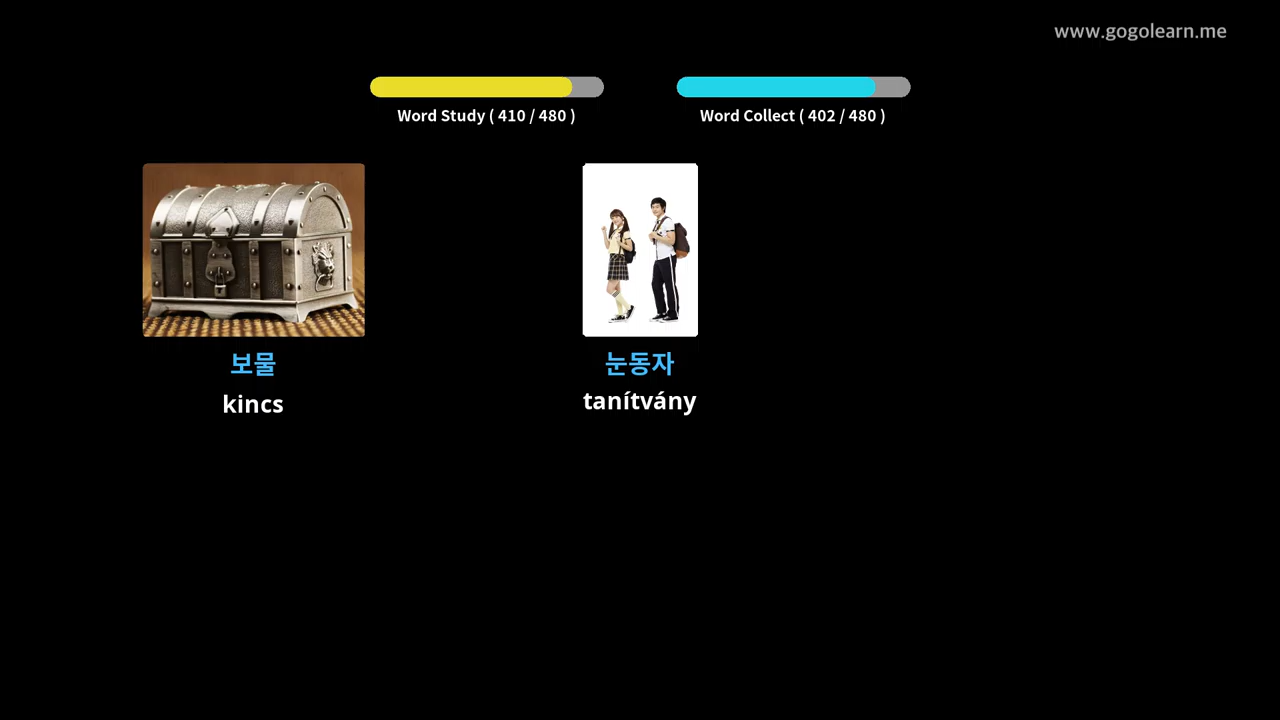 www.gogolearn.me
Word Study ( 410 / 480 )
Word Collect ( 402 / 480 )
보물
kincs
눈동자
tanítvány